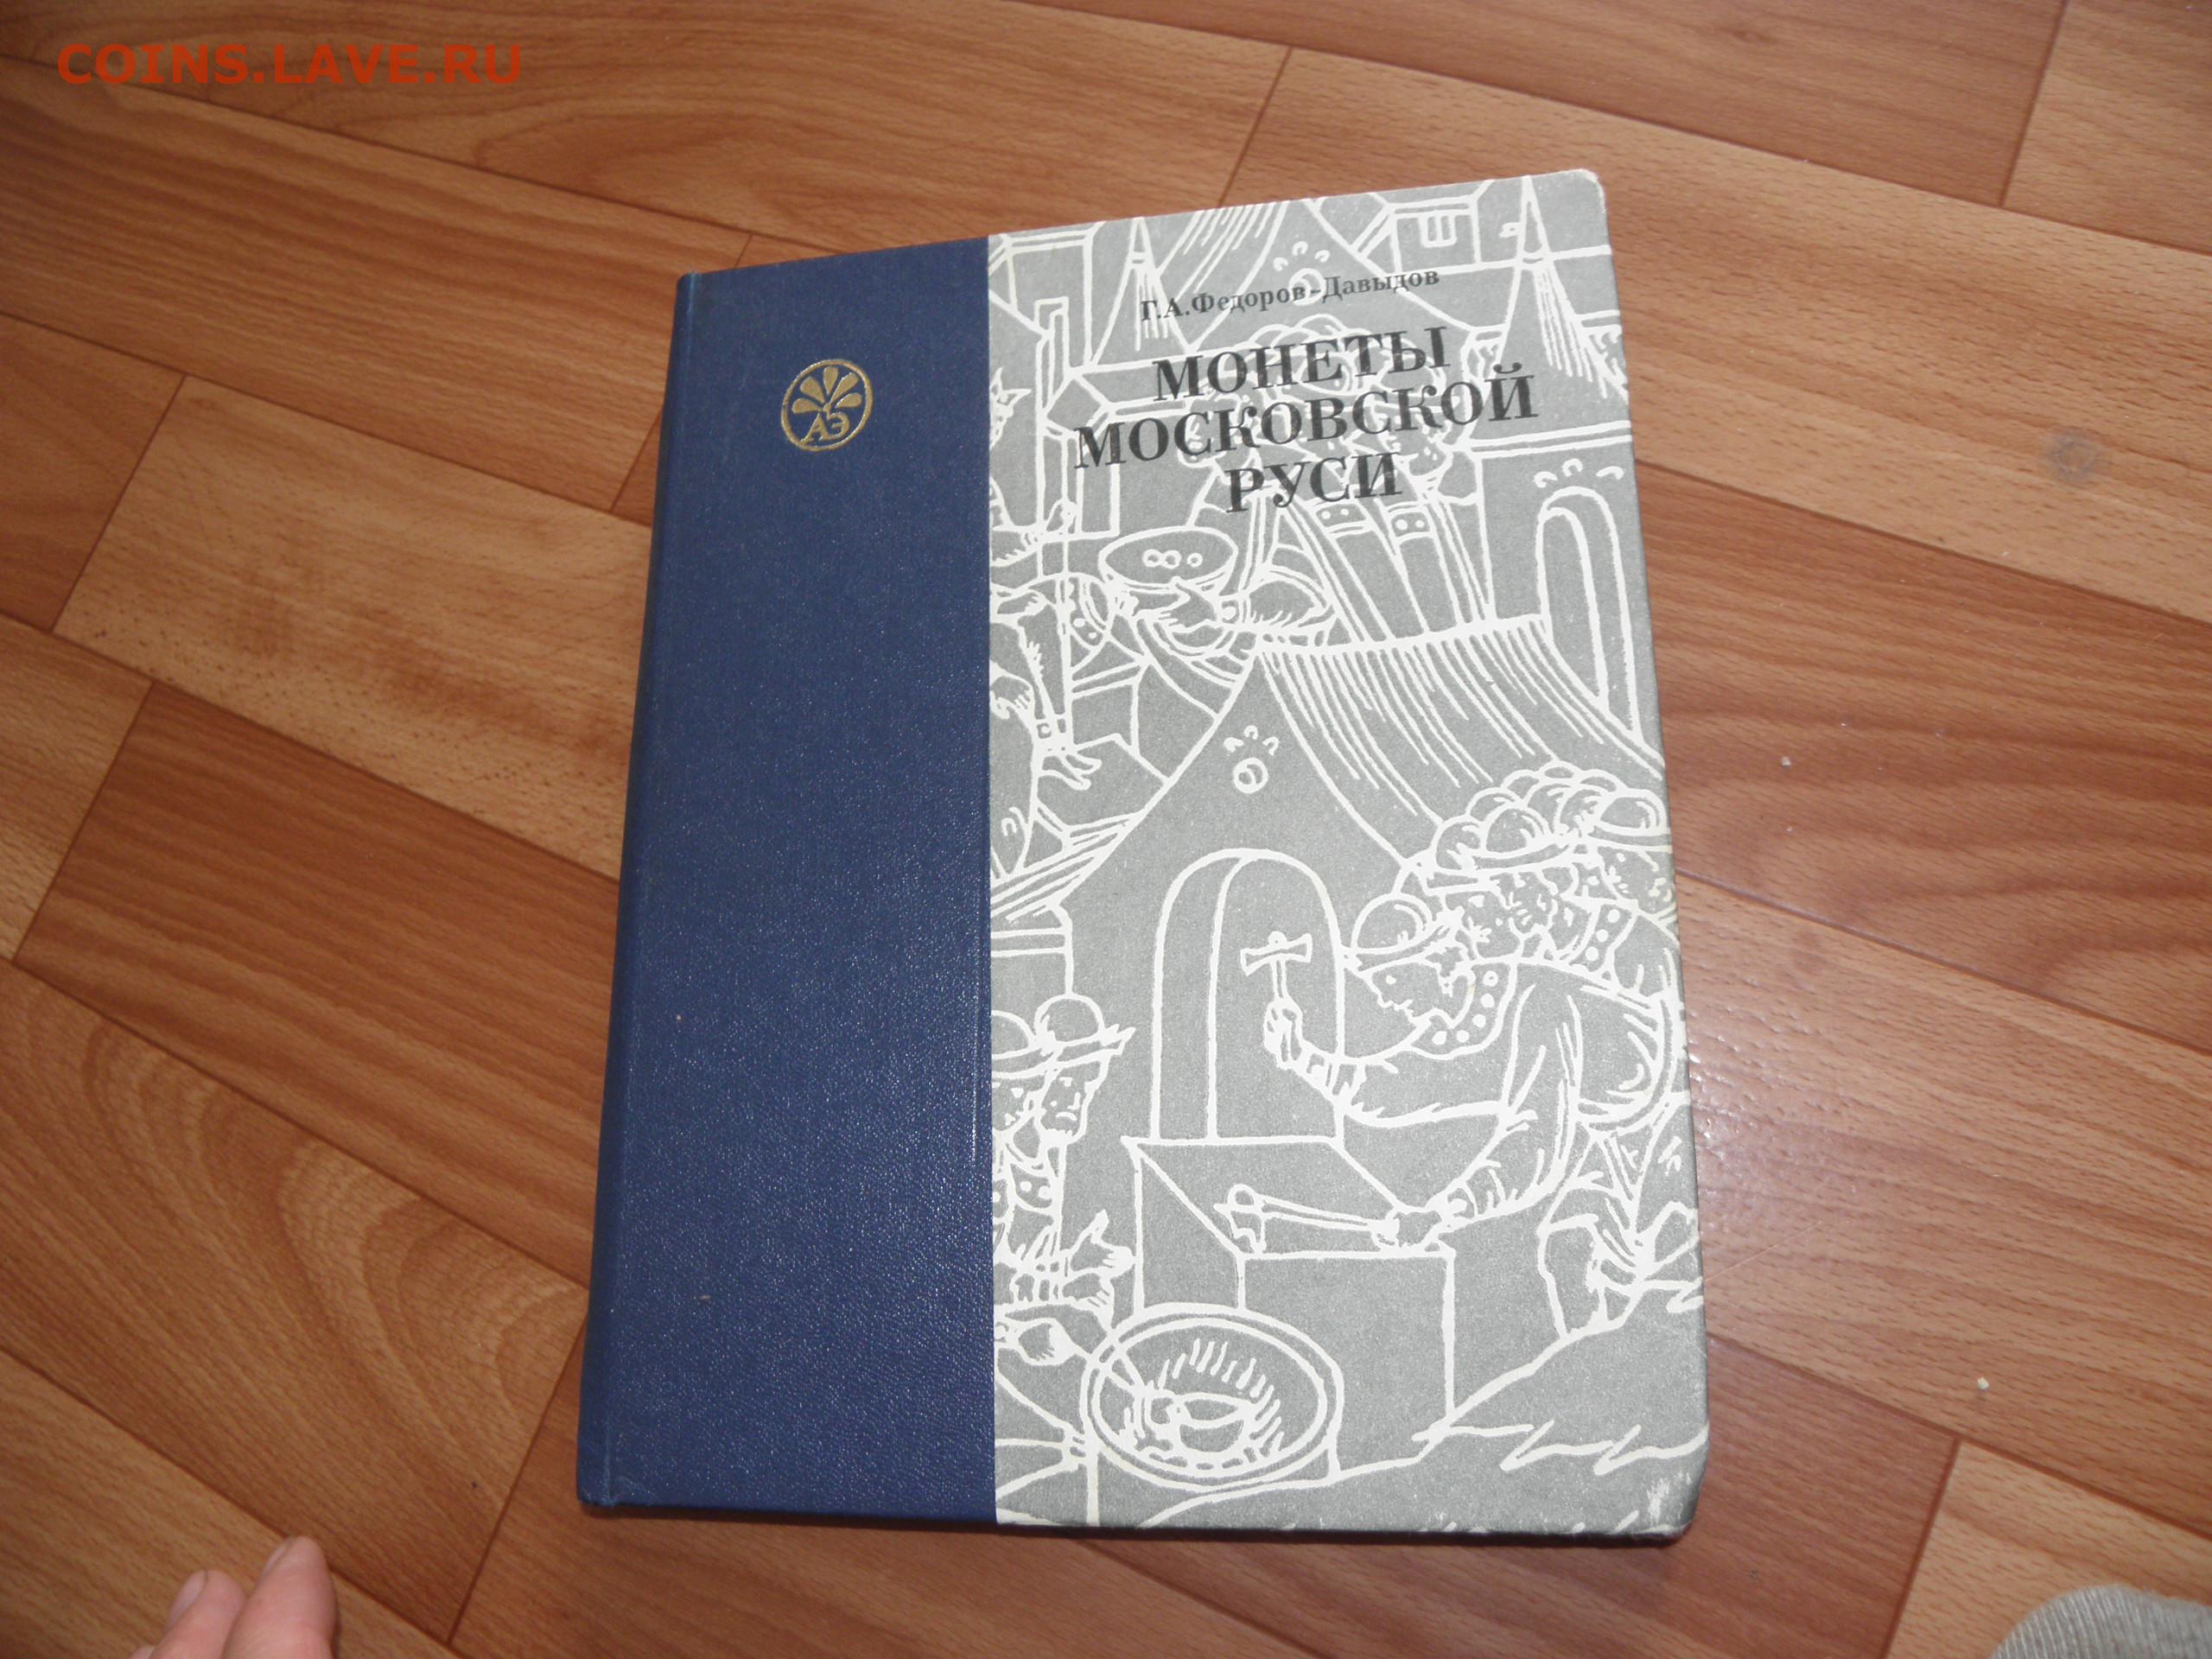 COINS.LAVE.RU
Г.А.Федоров-Давыдов
МОНЕТЫ
МОСКОВСКОЙ
РУСИ
АЭ